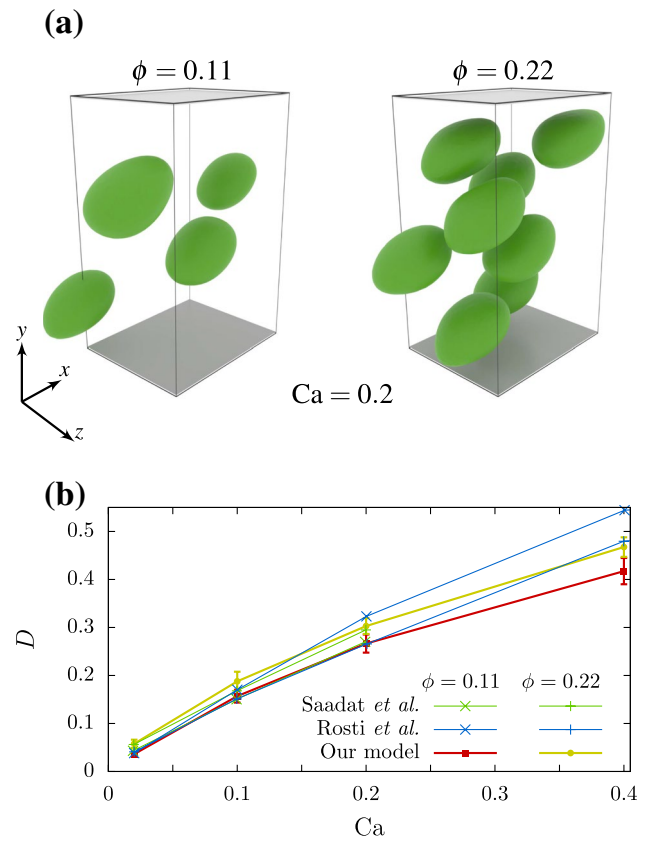 (a)
ϕ = 0.11
ϕ = 0.22
y
x
z
Ca = 0.2
(b)
0.5
0.4
0.3
0.2
0.1
0
D
ϕ = 0.11 ϕ = 0.22
Saadat et al.
Rosti et al.
Our model
0 0.1 0.2 0.3 0.4
Ca